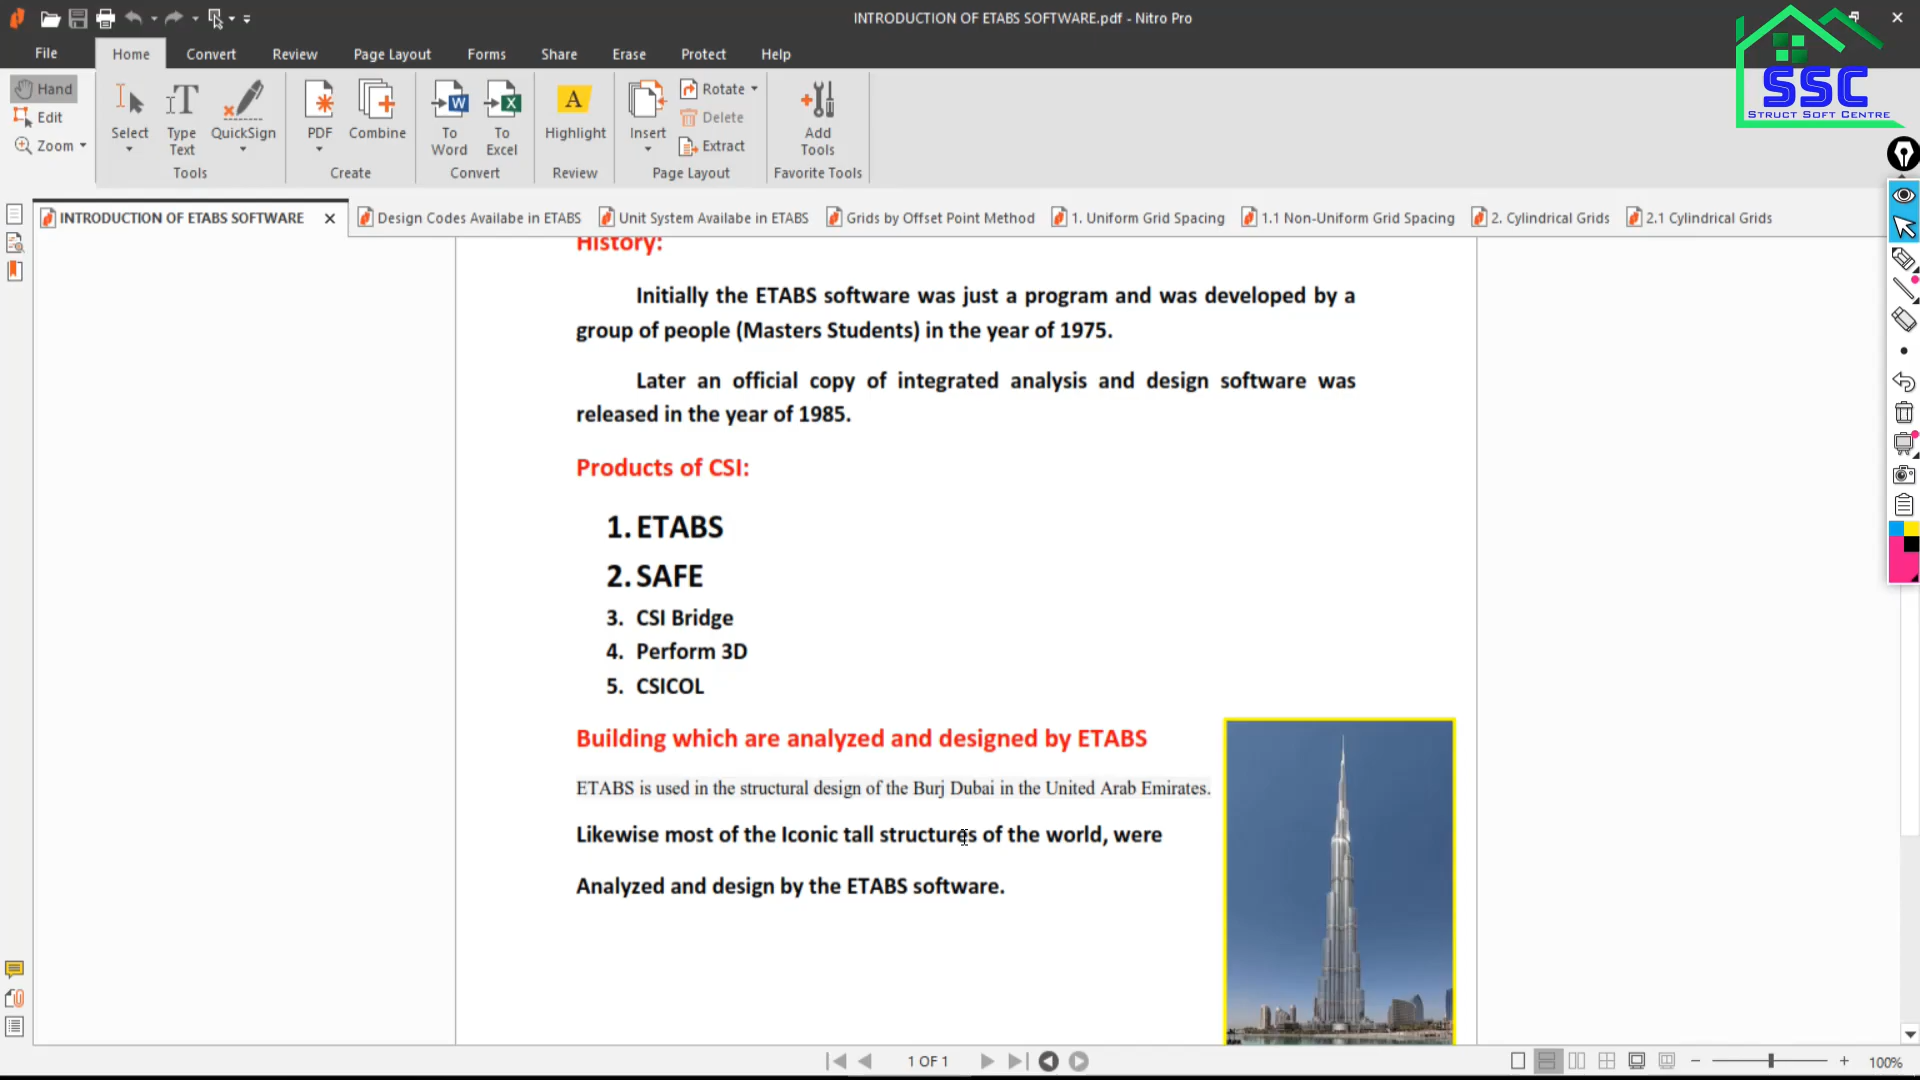 INTRODUCTION OF ETABS SOFTWARE.pdf - Nitro Pro
File Home Convert Review Page Layout Forms Share Erase Protect Help
SSC
STRUCT SOFT CENTRE
Hand
Edit
Zoom
Select
Type Text
QuickSign
Tools
PDF
Combine
Create
To Word
To Excel
Convert
Highlight
Review
Insert
Rotate
Delete
Extract
Page Layout
Add Tools
Favorite Tools
INTRODUCTION OF ETABS SOFTWARE
Design Codes Availabe in ETABS
Unit System Availabe in ETABS
Grids by Offset Point Method
1. Uniform Grid Spacing
1.1 Non-Uniform Grid Spacing
2. Cylindrical Grids
2.1 Cylindrical Grids
History:
Initially the ETABS software was just a program and was developed by a
group of people (Masters Students) in the year of 1975.
Later an official copy of integrated analysis and design software was
released in the year of 1985.
Products of CSI:
1. ETABS
2. SAFE
3. CSI Bridge
4. Perform 3D
5. CSICOL
Building which are analyzed and designed by ETABS
ETABS is used in the structural design of the Burj Dubai in the United Arab Emirates.
Likewise most of the Iconic tall structures of the world, were
Analyzed and design by the ETABS software.
1 OF 1
100%